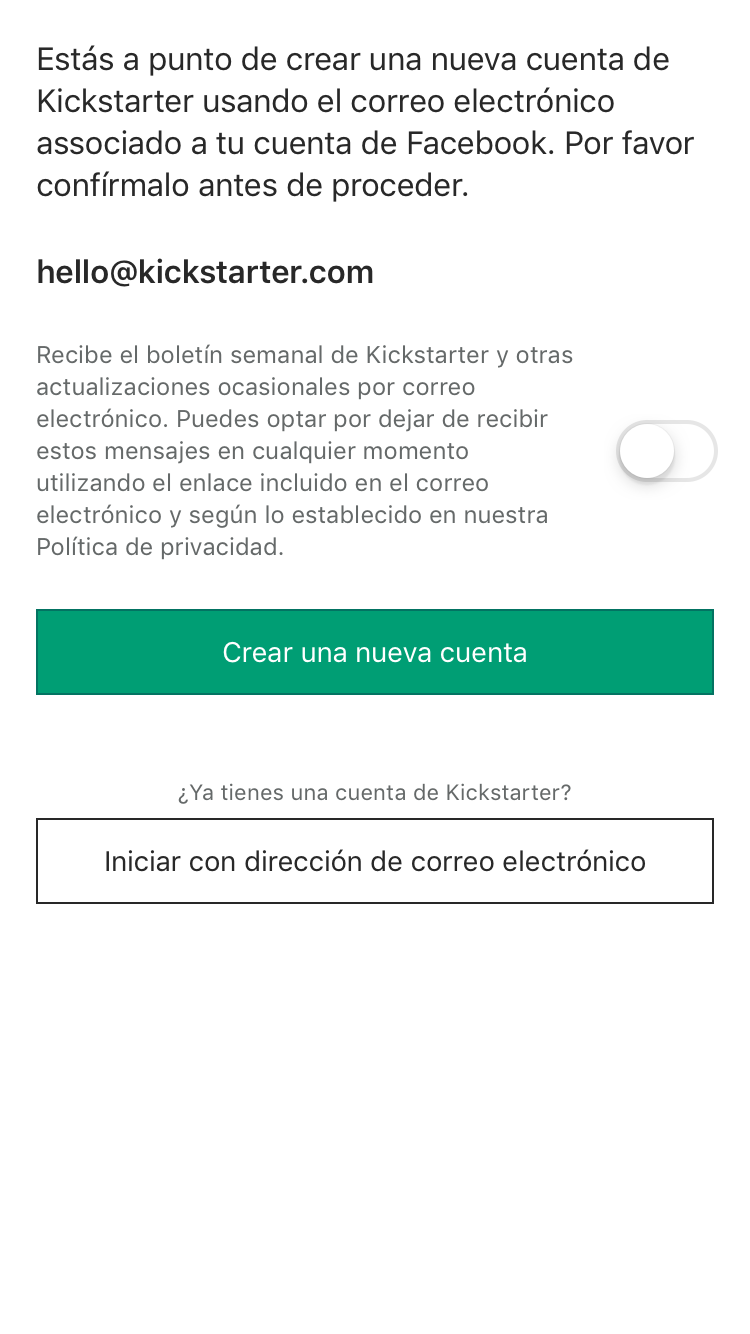 Estás a punto de crear una nueva cuenta de
Kickstarter usando el correo electrónico
associado a tu cuenta de Facebook. Por favor
confírmalo antes de proceder.
hello@kickstarter.com
Recibe el boletín semanal de Kickstarter y otras
actualizaciones ocasionales por correo
electrónico. Puedes optar por dejar de recibir
estos mensajes en cualquier momento
utilizando el enlace incluido en el correo
electrónico y según lo establecido en nuestra
Política de privacidad.
Crear una nueva cuenta
¿Ya tienes una cuenta de Kickstarter?
Iniciar con dirección de correo electrónico